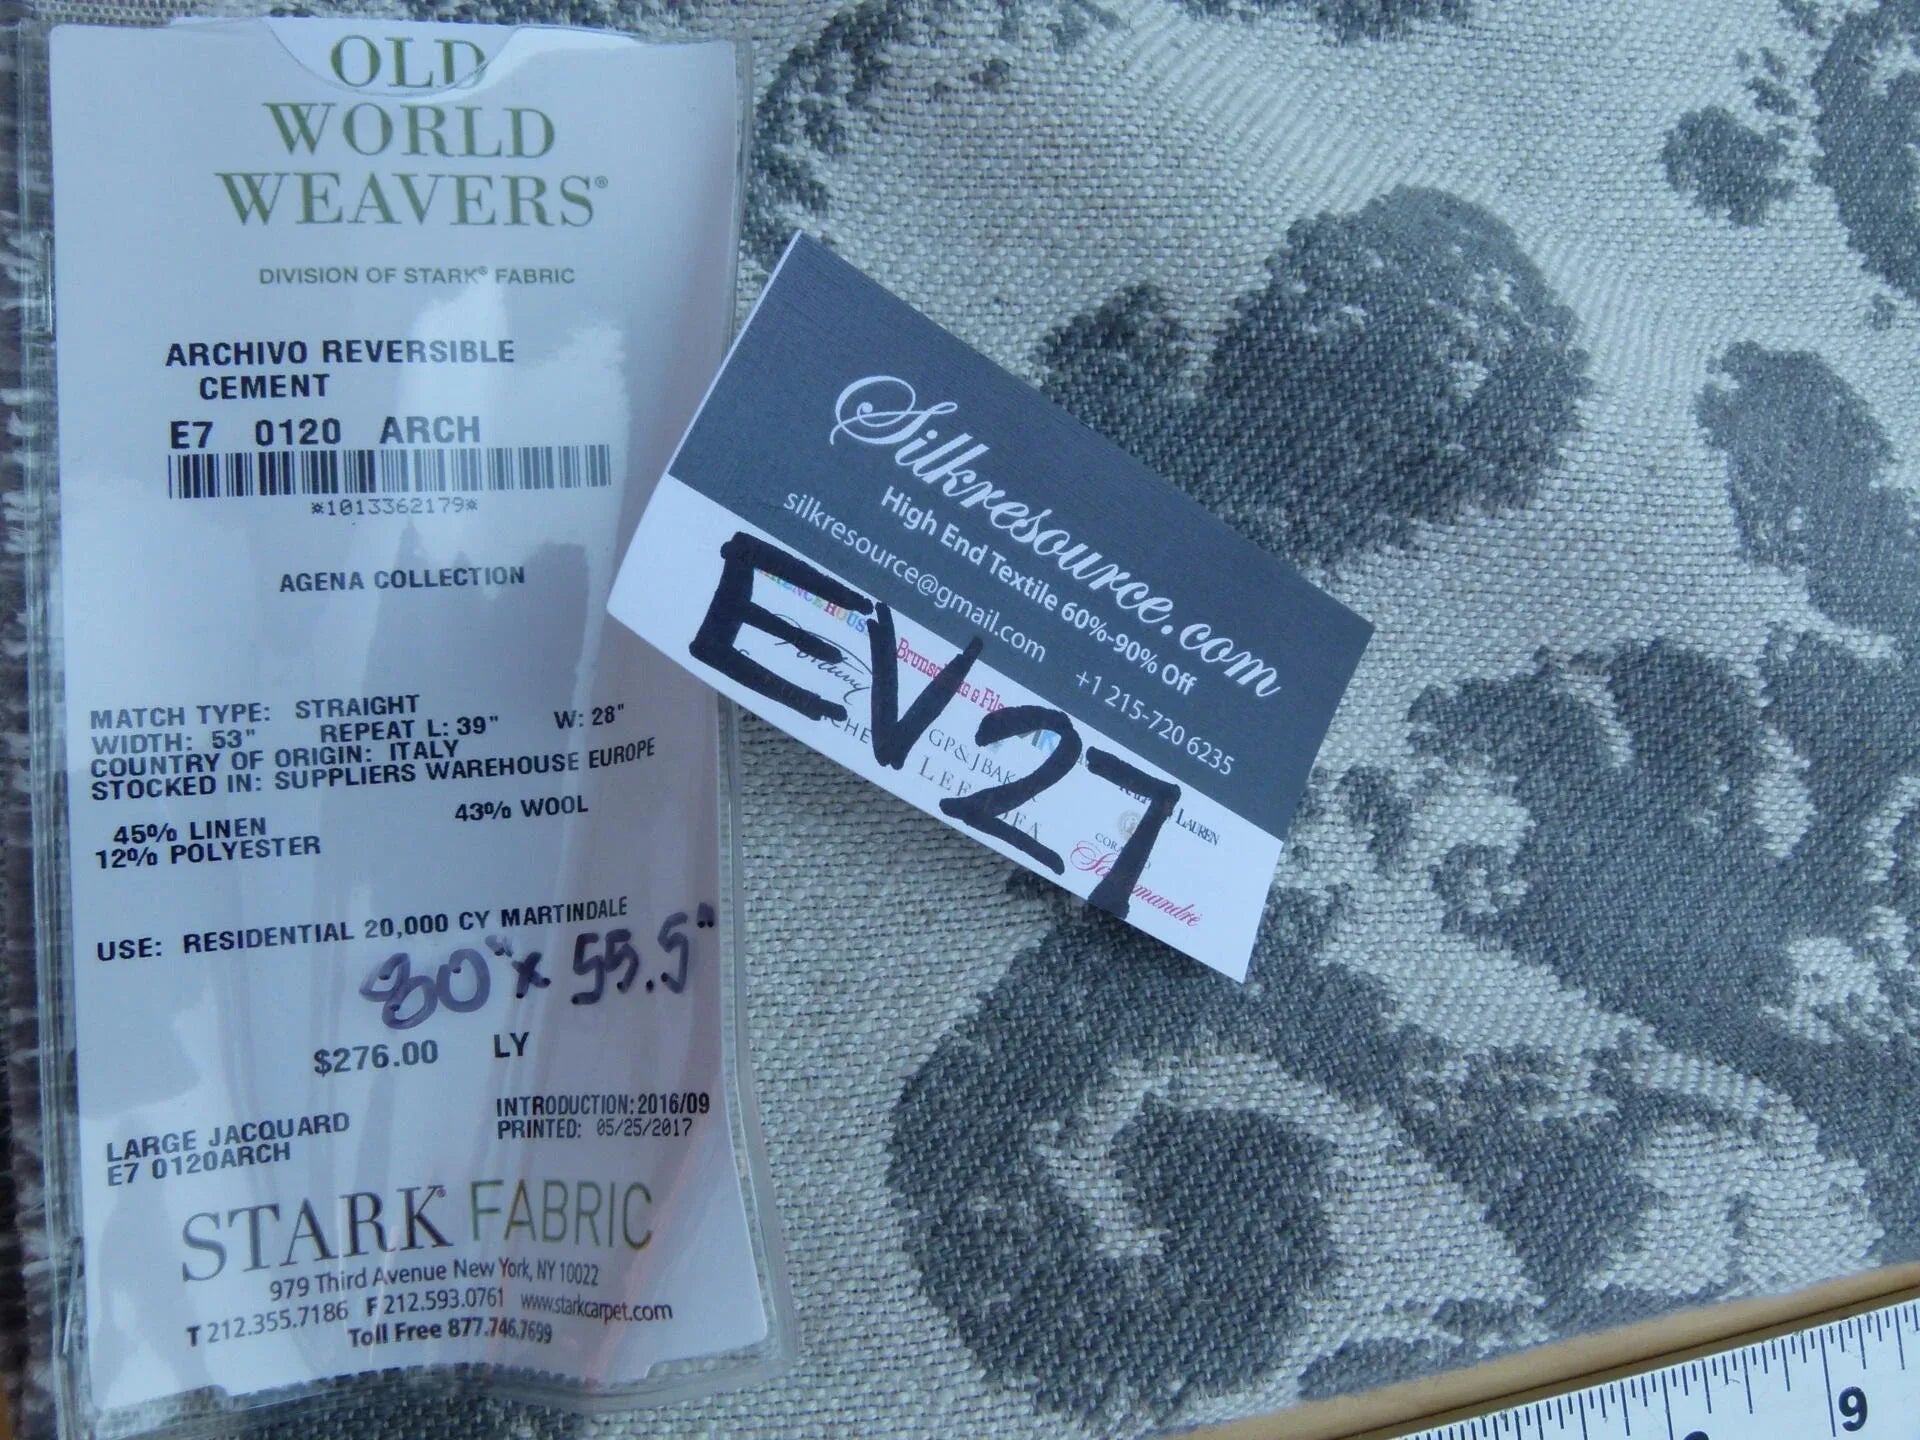 OLD
WORLD
WEAVERS®
DIVISION OF STARK® FABRIC
ARCHIVO REVERSIBLE
CEMENT
E7 0120 ARCH
*1013362179*
AGENA COLLECTION
MATCH TYPE: STRAIGHT
WIDTH: 53" REPEAT L: 39" W: 28"
COUNTRY OF ORIGIN: ITALY
STOCKED IN: SUPPLIERS WAREHOUSE EUROPE
45% LINEN 43% WOOL
12% POLYESTER
USE: RESIDENTIAL 20,000 CY MARTINDALE
30" x 55.5"
$276.00 LY
INTRODUCTION: 2016/09
PRINTED: 05/25/2017
LARGE JACQUARD
E7 0120ARCH
STARK® FABRIC
979 Third Avenue New York, NY 10022
T 212.355.7186 F 212.593.0761 www.starkcarpet.com
Toll Free 877.746.7699
Silkresource.com
High End Textile 60%-90% Off
silkresource@gmail.com +1 215-720 6235
EV27
GP&JBAK
LAUREN
9